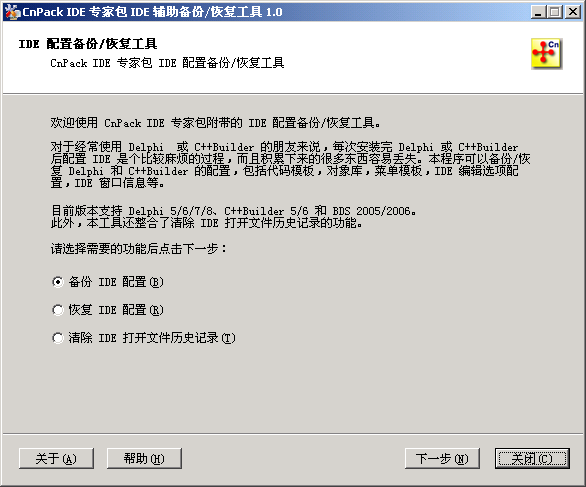 CnPack IDE 专家包 IDE 辅助备份/恢复工具 1.0
IDE 配置备份/恢复工具
CnPack IDE 专家包 IDE 配置备份/恢复工具
Cn
欢迎使用 CnPack IDE 专家包附带的 IDE 配置备份/恢复工具。
对于经常使用 Delphi 或 C++Builder 的朋友来说，每次安装完 Delphi 或 C++Builder
后配置 IDE 是个比较麻烦的过程，而且积累下来的很多东西容易丢失。本程序可以备份/恢
复 Delphi 和 C++Builder 的配置，包括代码模板，对象库，菜单模板，IDE 编辑选项配
置，IDE 窗口信息等。
目前版本支持 Delphi 5/6/7/8、C++Builder 5/6 和 BDS 2005/2006。
此外，本工具还整合了清除 IDE 打开文件历史记录的功能。
请选择需要的功能后点击下一步：
备份 IDE 配置(B)
恢复 IDE 配置(R)
清除 IDE 打开文件历史记录(T)
关于(A) 帮助(H) 下一步(N) 关闭(C)